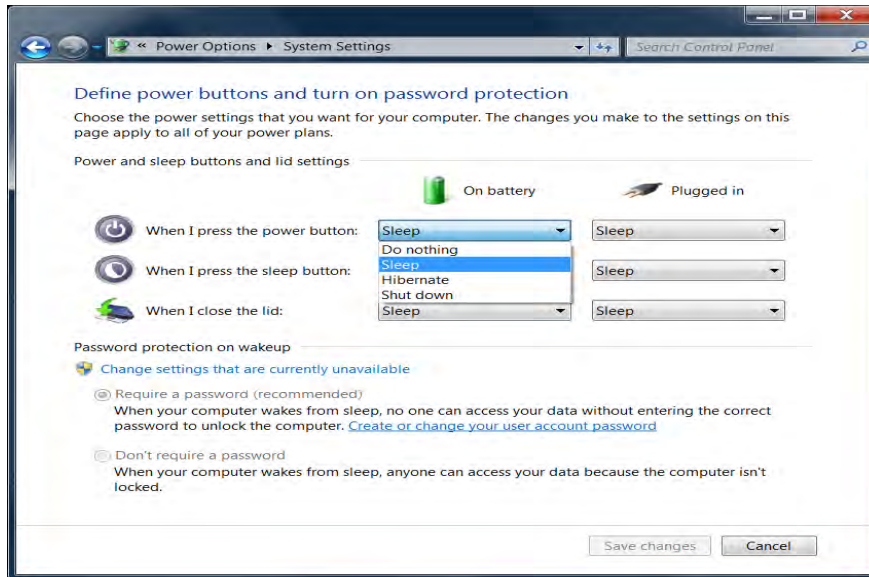 « Power Options ▸ System Settings
Search Control Panel
Define power buttons and turn on password protection
Choose the power settings that you want for your computer. The changes you make to the settings on this
page apply to all of your power plans.
Power and sleep buttons and lid settings
On battery Plugged in
When I press the power button: Sleep Sleep
Do nothing
When I press the sleep button: Sleep Sleep
Hibernate
Shut down
When I close the lid: Sleep Sleep
Password protection on wakeup
Change settings that are currently unavailable
Require a password (recommended)
When your computer wakes from sleep, no one can access your data without entering the correct
password to unlock the computer. Create or change your user account password
Don't require a password
When your computer wakes from sleep, anyone can access your data because the computer isn't
locked.
Save changes Cancel